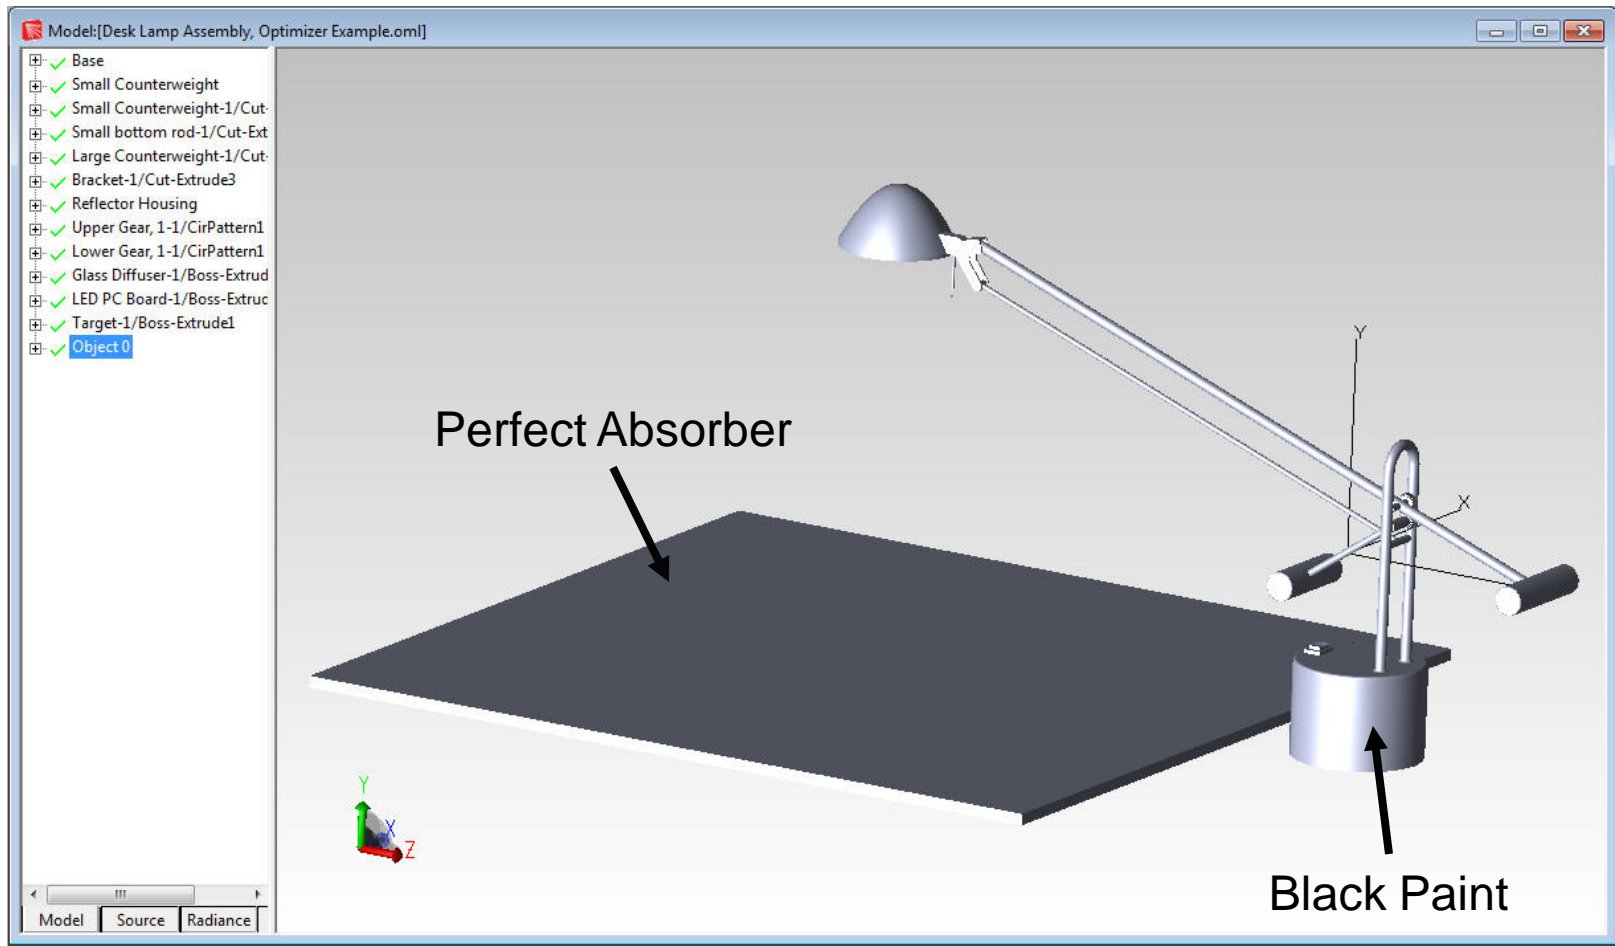 Model:[Desk Lamp Assembly, Optimizer Example.oml]
Base
Small Counterweight
Small Counterweight-1/Cut-
Small bottom rod-1/Cut-Ext
Large Counterweight-1/Cut-
Bracket-1/Cut-Extrude3
Reflector Housing
Upper Gear, 1-1/CirPattern1
Lower Gear, 1-1/CirPattern1
Glass Diffuser-1/Boss-Extrud
LED PC Board-1/Boss-Extruc
Target-1/Boss-Extrude1
Object 0
Y
Perfect Absorber
X
Y
X
Z
Black Paint
Model Source Radiance